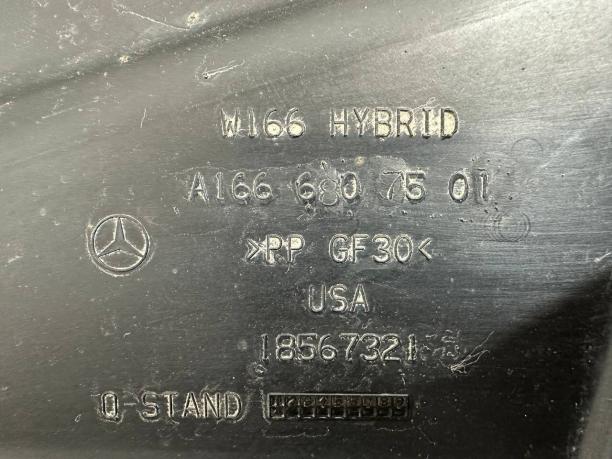 W166 HYBRID
A166 680 75 01
>PP GF30<
USA
18567321
Q-STAND